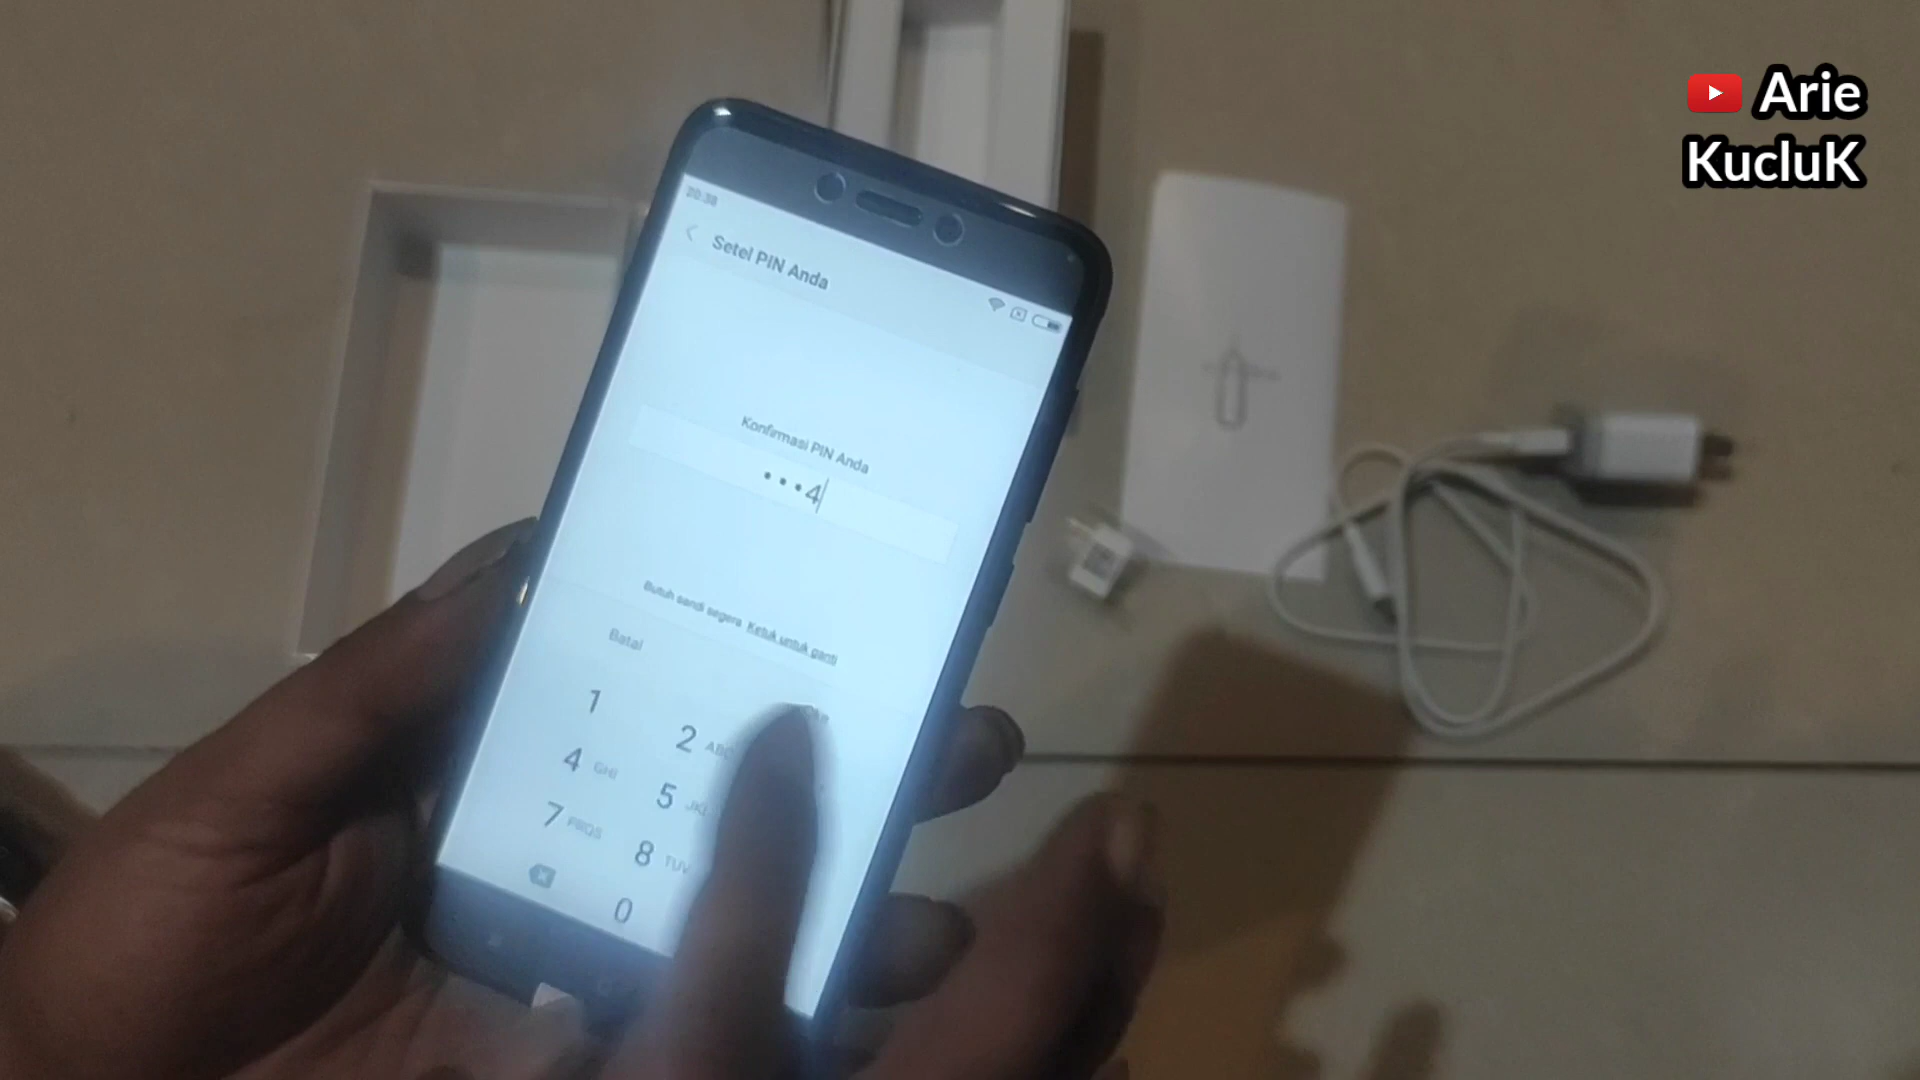 Arie
KucluK
20:38
Setel PIN Anda
Konfirmasi PIN Anda
•••4
Butuh sandi segera Ketuk untuk ganti
Batal
1
2 ABC
4 GHI
5 JKL
7 PRQS
8 TUV
0